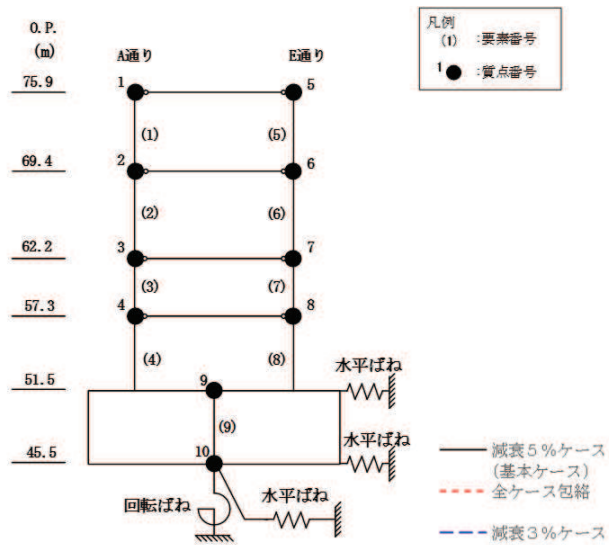 O.P.
(m)
A通り
E通り
凡例
(1) :要素番号
1 :質点番号
75.9
1
5
(1)
(5)
69.4
2
6
(2)
(6)
62.2
3
7
(3)
(7)
57.3
4
8
(4)
(8)
水平ばね
51.5
9
(9)
水平ばね
45.5
10
回転ばね
水平ばね
減衰5%ケース
(基本ケース)
全ケース包絡
減衰3%ケース